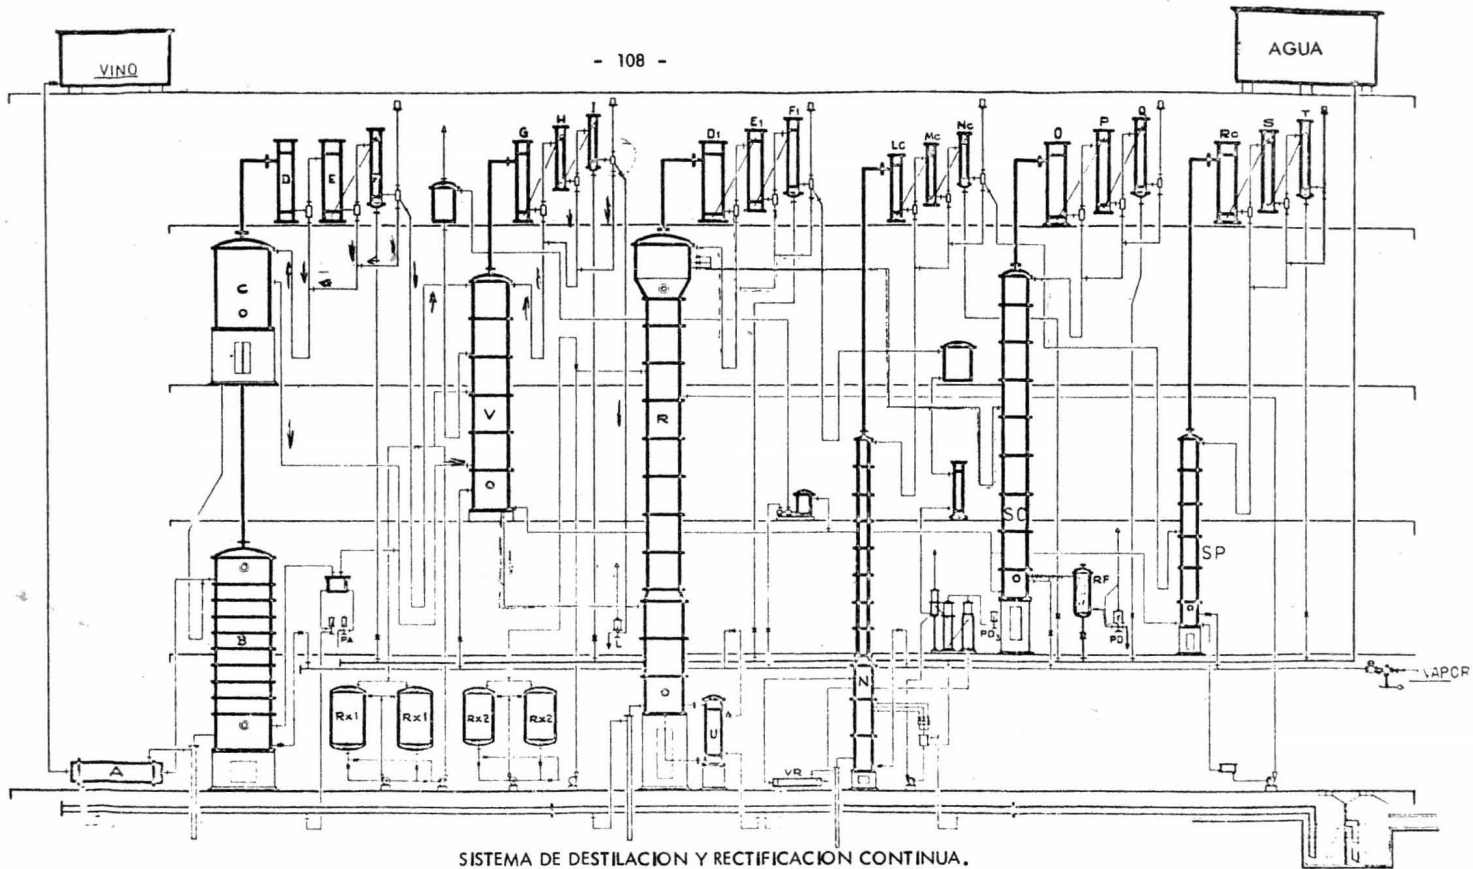 VINO
- 108 -
AGUA
D
E
F
G
H
I
D1
E1
F1
Lc
Mc
Nc
O
P
Q
Rc
S
T
C
V
R
SC
SP
B
PA
L
PD
RF
PD
N
VAPOR
A
Rx1
Rx1
Rx2
Rx2
U
VR
SISTEMA DE DESTILACION Y RECTIFICACION CONTINUA.